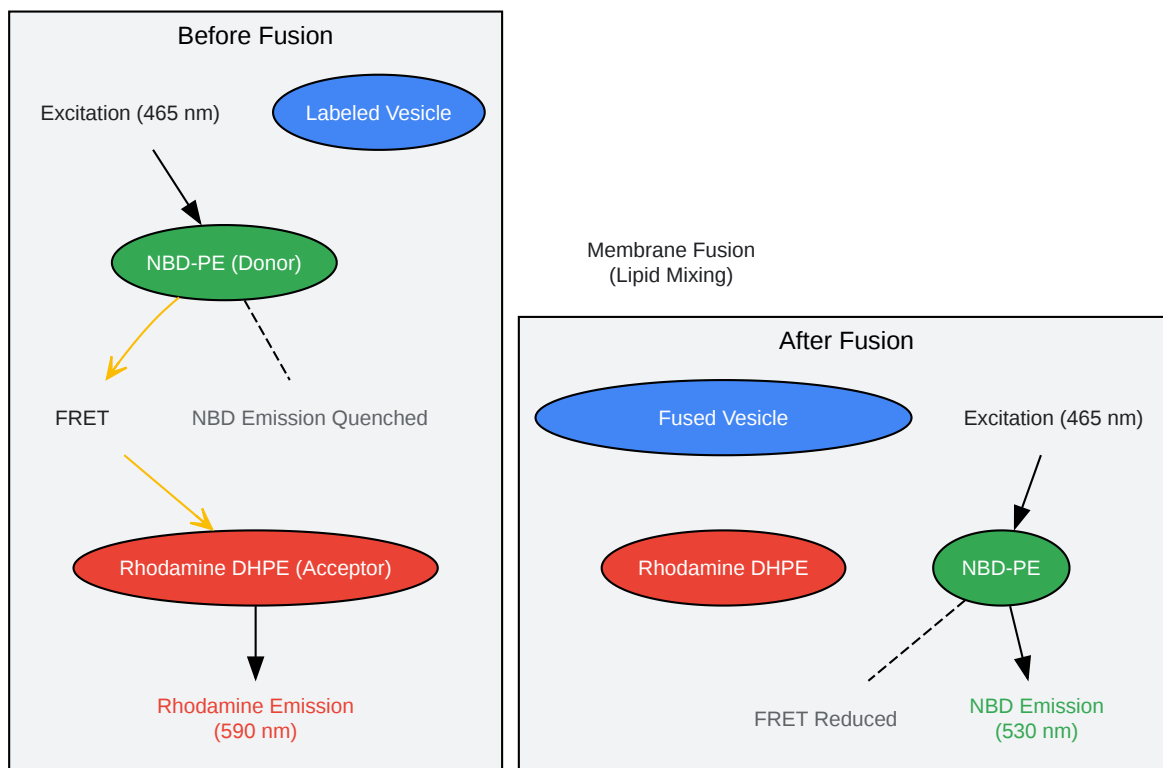 Before Fusion
Excitation (465 nm)
Labeled Vesicle
NBD-PE (Donor)
FRET
NBD Emission Quenched
Rhodamine DHPE (Acceptor)
Rhodamine Emission
(590 nm)
Membrane Fusion
(Lipid Mixing)
After Fusion
Fused Vesicle
Excitation (465 nm)
Rhodamine DHPE
NBD-PE
FRET Reduced
NBD Emission
(530 nm)